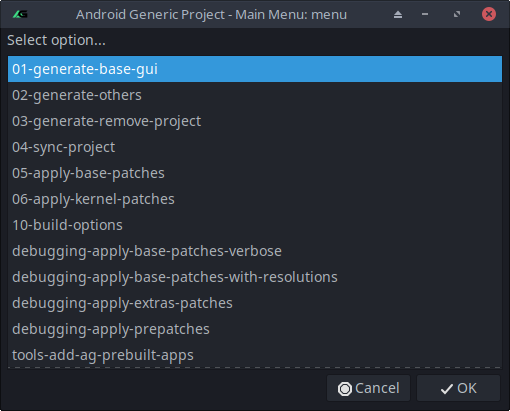 Android Generic Project - Main Menu: menu
Select option...
01-generate-base-gui
02-generate-others
03-generate-remove-project
04-sync-project
05-apply-base-patches
06-apply-kernel-patches
10-build-options
debugging-apply-base-patches-verbose
debugging-apply-base-patches-with-resolutions
debugging-apply-extras-patches
debugging-apply-prepatches
tools-add-ag-prebuilt-apps
Cancel OK